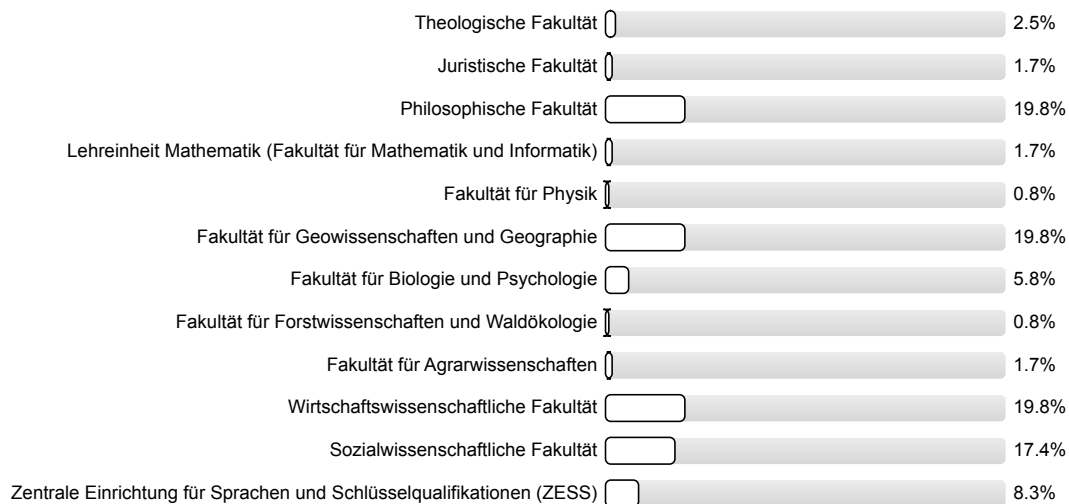 Theologische Fakultät 2.5%
Juristische Fakultät 1.7%
Philosophische Fakultät 19.8%
Lehreinheit Mathematik (Fakultät für Mathematik und Informatik) 1.7%
Fakultät für Physik 0.8%
Fakultät für Geowissenschaften und Geographie 19.8%
Fakultät für Biologie und Psychologie 5.8%
Fakultät für Forstwissenschaften und Waldökologie 0.8%
Fakultät für Agrarwissenschaften 1.7%
Wirtschaftswissenschaftliche Fakultät 19.8%
Sozialwissenschaftliche Fakultät 17.4%
Zentrale Einrichtung für Sprachen und Schlüsselqualifikationen (ZESS) 8.3%